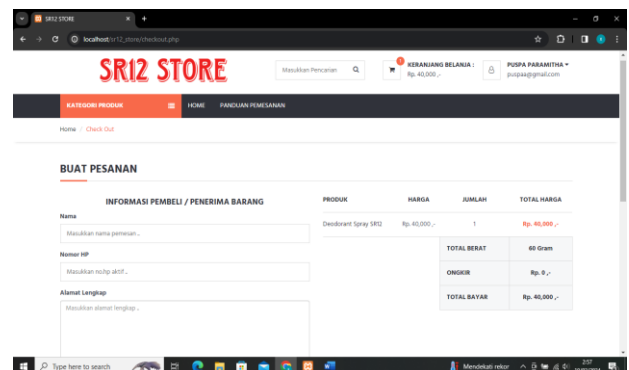 SR12 STORE
localhost/sr12_store/checkout.php
SR12 STORE
Masukkan Pencarian
1
KERANJANG BELANJA :
Rp. 40,000 ,-
PUSPA PARAMITHA
puspaa@gmail.com
KATEGORI PRODUK
HOME
PANDUAN PEMESANAN
Home / Check Out
BUAT PESANAN
INFORMASI PEMBELI / PENERIMA BARANG
Nama
Masukkan nama pemesan ..
Nomor HP
Masukkan no.hp aktif ..
Alamat Lengkap
Masukkan alamat lengkap ..
PRODUK HARGA JUMLAH TOTAL HARGA
Deodorant Spray SR12 Rp. 40,000 ,- 1 Rp. 40,000 ,-
TOTAL BERAT 60 Gram
ONGKIR Rp. 0 ,-
TOTAL BAYAR Rp. 40,000 ,-
Type here to search
Mendekati rekor
2:57